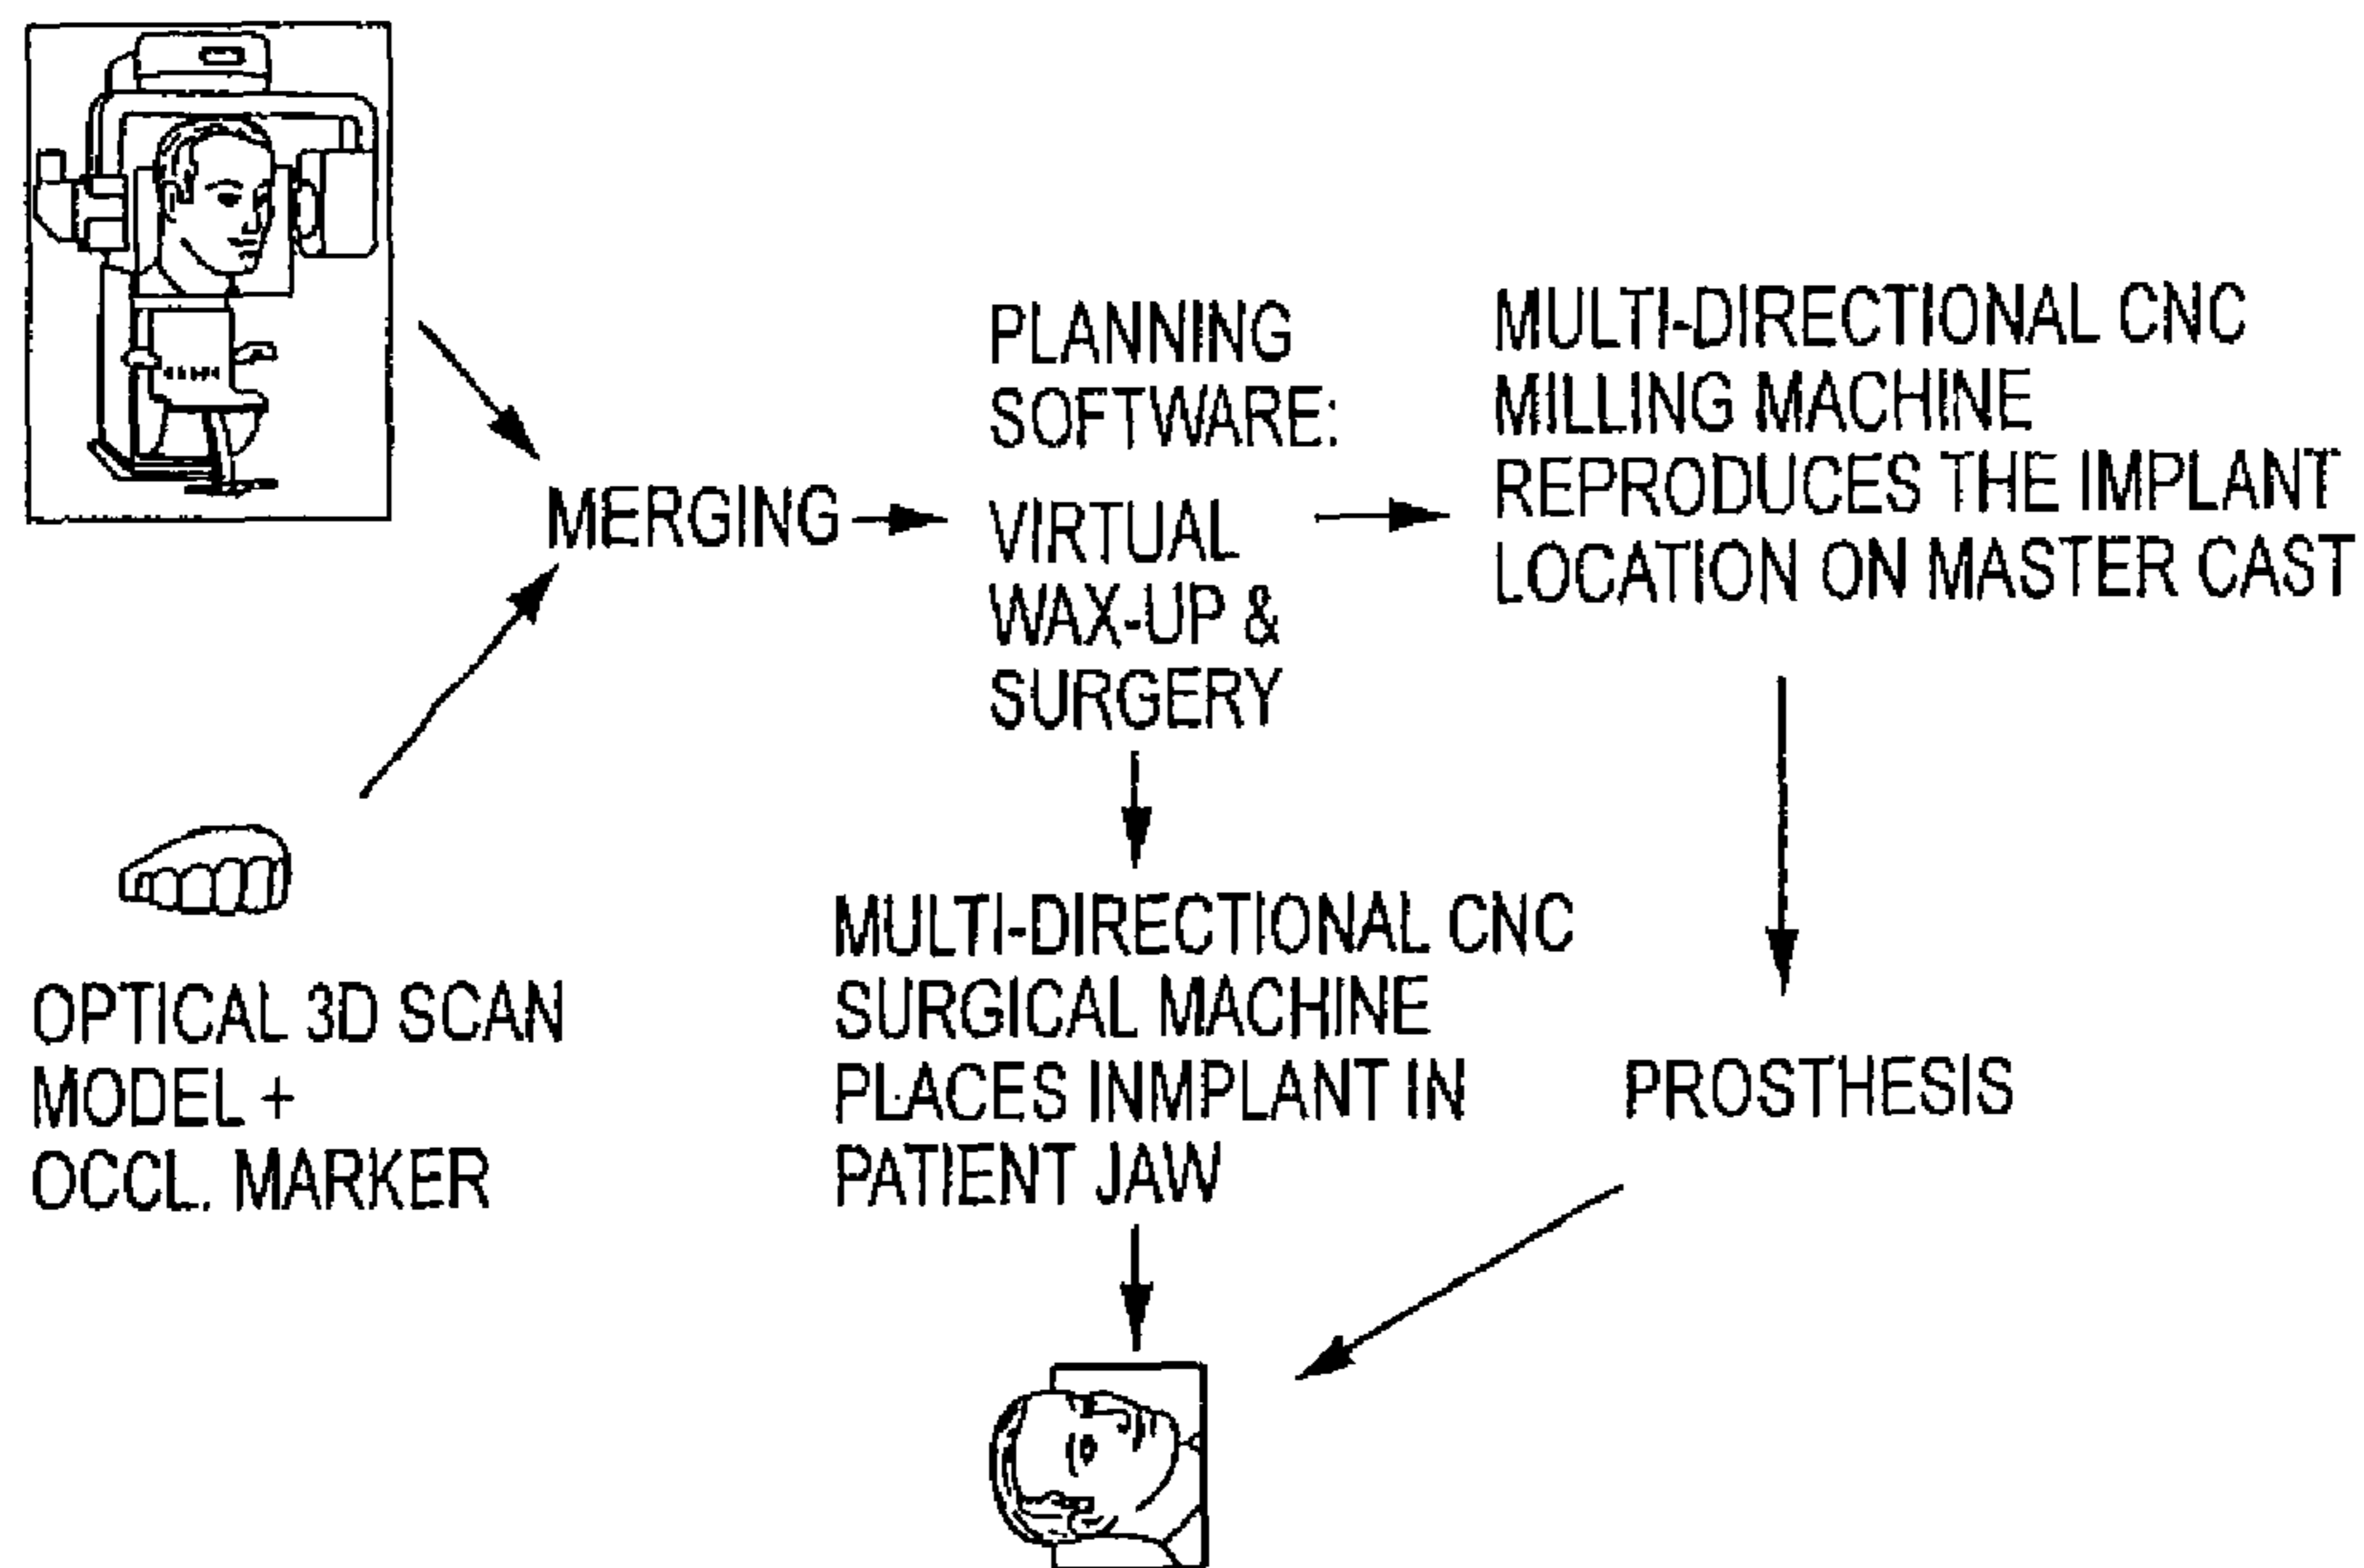 MERGING
PLANNING
SOFTWARE:
VIRTUAL
WAX-UP &
SURGERY
MULTI-DIRECTIONAL CNC
MILLING MACHINE
REPRODUCES THE IMPLANT
LOCATION ON MASTER CAST
OPTICAL 3D SCAN
MODEL +
OCCL. MARKER
MULTI-DIRECTIONAL CNC
SURGICAL MACHINE
PLACES INMPLANT IN
PATIENT JAW
PROSTHESIS